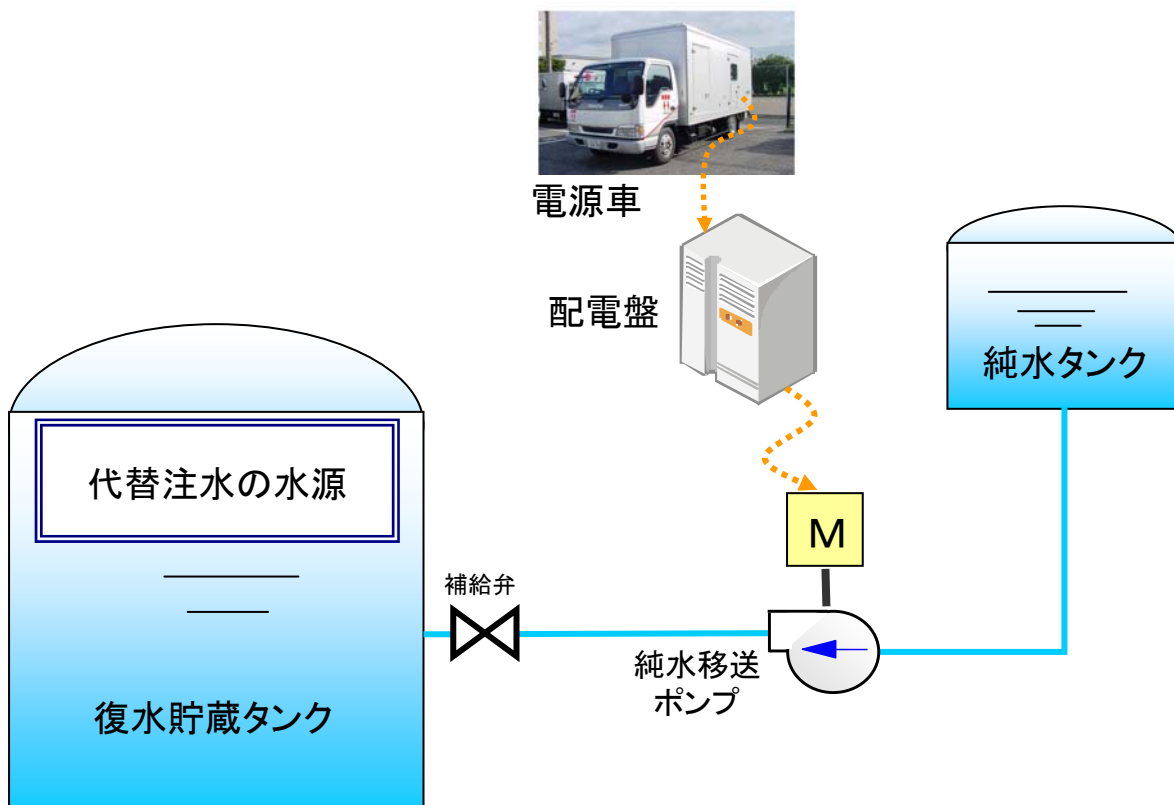 電源車
配電盤
純水タンク
代替注水の水源
M
補給弁
純水移送
ポンプ
復水貯蔵タンク